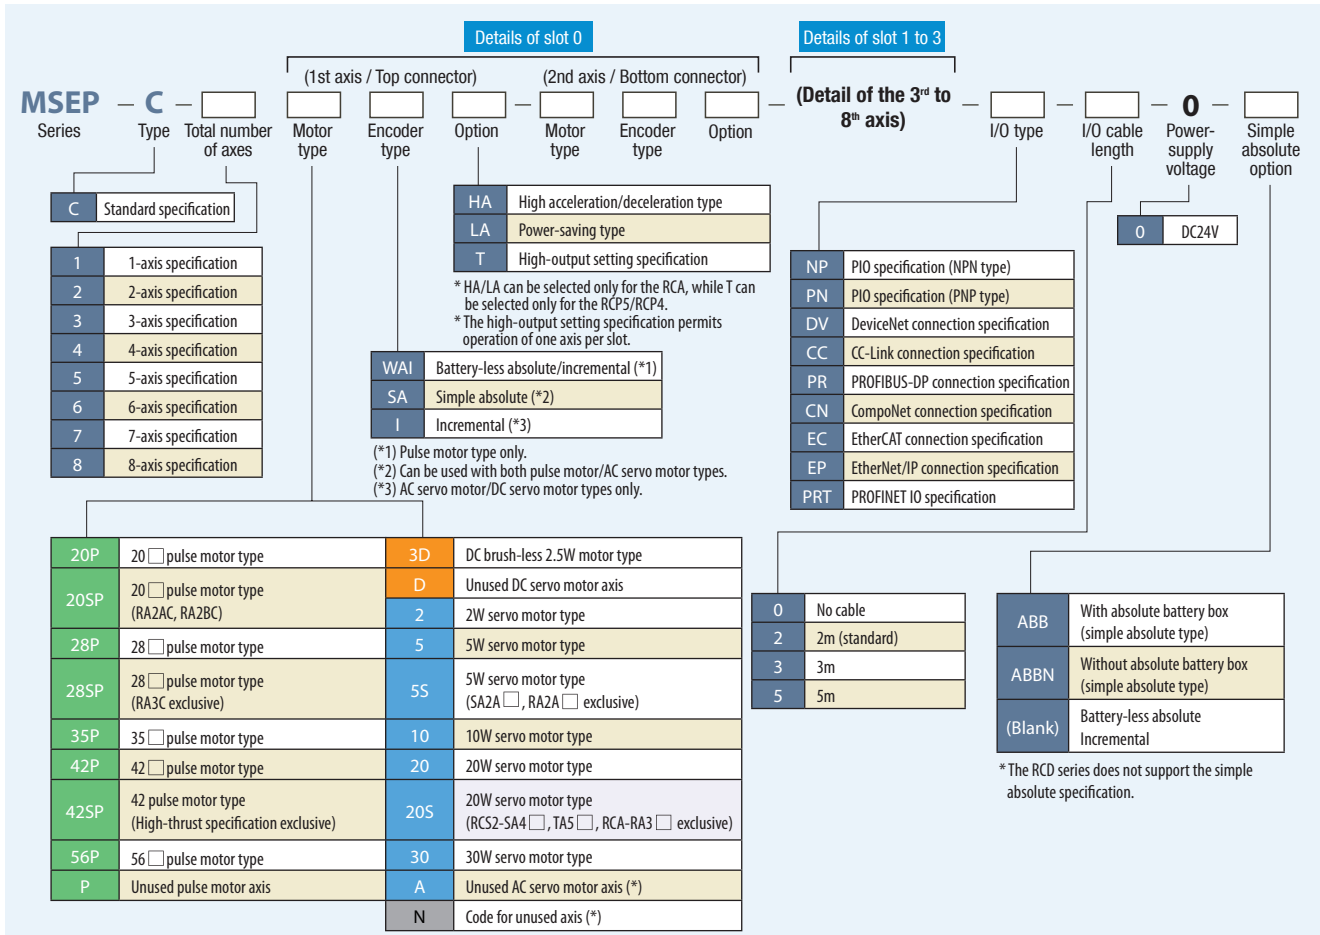 Details of slot 0
Details of slot 1 to 3
(1st axis / Top connector)
(2nd axis / Bottom connector)
MSEP – C – – – (Detail of the 3rd to 8th axis) – – – 0 –
Series
Type
Total number of axes
Motor type
Encoder type
Option
Motor type
Encoder type
Option
I/O type
I/O cable length
Power-supply voltage
Simple absolute option
C Standard specification
1 1-axis specification
2 2-axis specification
3 3-axis specification
4 4-axis specification
5 5-axis specification
6 6-axis specification
7 7-axis specification
8 8-axis specification
HA High acceleration/deceleration type
LA Power-saving type
T High-output setting specification
* HA/LA can be selected only for the RCA, while T can
be selected only for the RCP5/RCP4.
* The high-output setting specification permits
operation of one axis per slot.
WAI Battery-less absolute/incremental (*1)
SA Simple absolute (*2)
I Incremental (*3)
(*1) Pulse motor type only.
(*2) Can be used with both pulse motor/AC servo motor types.
(*3) AC servo motor/DC servo motor types only.
0 DC24V
NP PIO specification (NPN type)
PN PIO specification (PNP type)
DV DeviceNet connection specification
CC CC-Link connection specification
PR PROFIBUS-DP connection specification
CN CompoNet connection specification
EC EtherCAT connection specification
EP EtherNet/IP connection specification
PRT PROFINET IO specification
20P 20□ pulse motor type
20SP 20□ pulse motor type
(RA2AC, RA2BC)
28P 28□ pulse motor type
28SP 28□ pulse motor type
(RA3C exclusive)
35P 35□ pulse motor type
42P 42□ pulse motor type
42SP 42 pulse motor type
(High-thrust specification exclusive)
56P 56□ pulse motor type
P Unused pulse motor axis
3D DC brush-less 2.5W motor type
D Unused DC servo motor axis
2 2W servo motor type
5 5W servo motor type
5S 5W servo motor type
(SA2A□, RA2A□ exclusive)
10 10W servo motor type
20 20W servo motor type
20S 20W servo motor type
(RCS2-SA4□, TA5□, RCA-RA3□ exclusive)
30 30W servo motor type
A Unused AC servo motor axis (*)
N Code for unused axis (*)
0 No cable
2 2m (standard)
3 3m
5 5m
ABB With absolute battery box
(simple absolute type)
ABBN Without absolute battery box
(simple absolute type)
(Blank) Battery-less absolute
Incremental
* The RCD series does not support the simple
absolute specification.